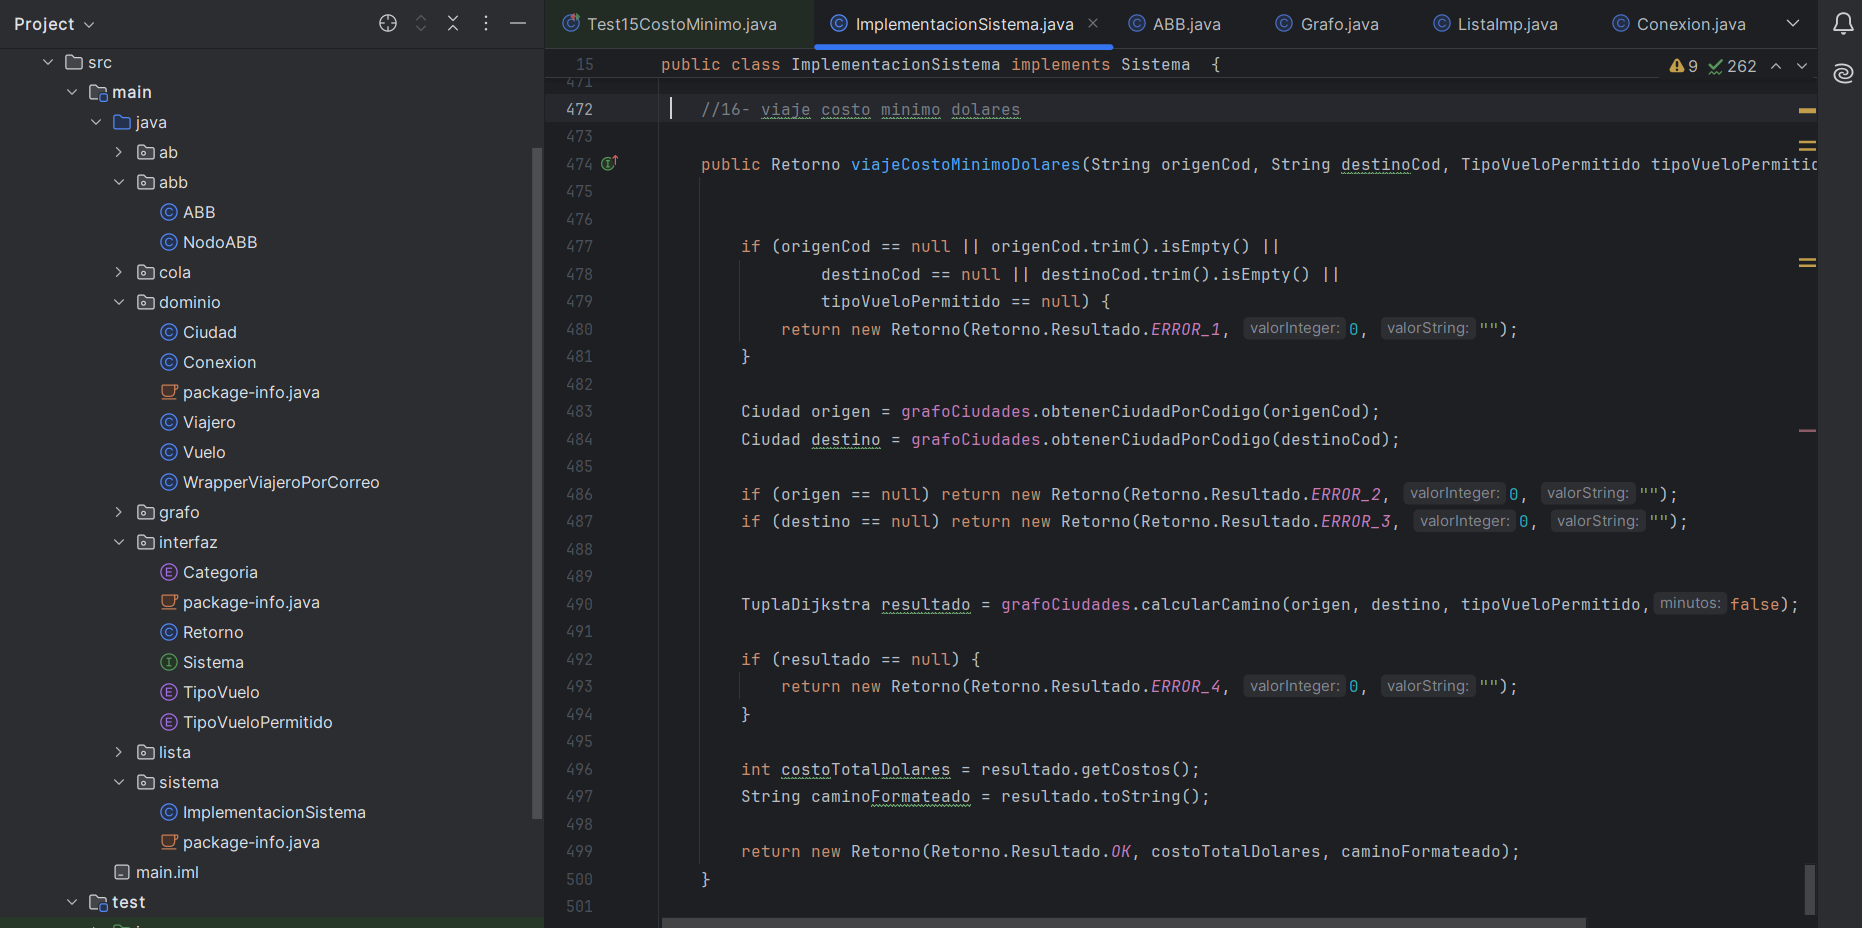 Project
src
main
java
ab
abb
ABB
NodoABB
cola
dominio
Ciudad
Conexion
package-info.java
Viajero
Vuelo
WrapperViajeroPorCorreo
grafo
interfaz
Categoria
package-info.java
Retorno
Sistema
TipoVuelo
TipoVueloPermitido
lista
sistema
ImplementacionSistema
package-info.java
main.iml
test
Test15CostoMinimo.java
ImplementacionSistema.java
ABB.java
Grafo.java
ListaImp.java
Conexion.java
15 public class ImplementacionSistema implements Sistema {
9 262
471
472 //16- viaje costo minimo dolares
473
474 public Retorno viajeCostoMinimoDolares(String origenCod, String destinoCod, TipoVueloPermitido tipoVueloPermitid
475
476
477 if (origenCod == null || origenCod.trim().isEmpty() ||
478 destinoCod == null || destinoCod.trim().isEmpty() ||
479 tipoVueloPermitido == null) {
480 return new Retorno(Retorno.Resultado.ERROR_1, valorInteger: 0, valorString: "");
481 }
482
483 Ciudad origen = grafoCiudades.obtenerCiudadPorCodigo(origenCod);
484 Ciudad destino = grafoCiudades.obtenerCiudadPorCodigo(destinoCod);
485
486 if (origen == null) return new Retorno(Retorno.Resultado.ERROR_2, valorInteger: 0, valorString: "");
487 if (destino == null) return new Retorno(Retorno.Resultado.ERROR_3, valorInteger: 0, valorString: "");
488
489
490 TuplaDijkstra resultado = grafoCiudades.calcularCamino(origen, destino, tipoVueloPermitido, minutos: false);
491
492 if (resultado == null) {
493 return new Retorno(Retorno.Resultado.ERROR_4, valorInteger: 0, valorString: "");
494 }
495
496 int costoTotalDolares = resultado.getCostos();
497 String caminoFormateado = resultado.toString();
498
499 return new Retorno(Retorno.Resultado.OK, costoTotalDolares, caminoFormateado);
500 }
501